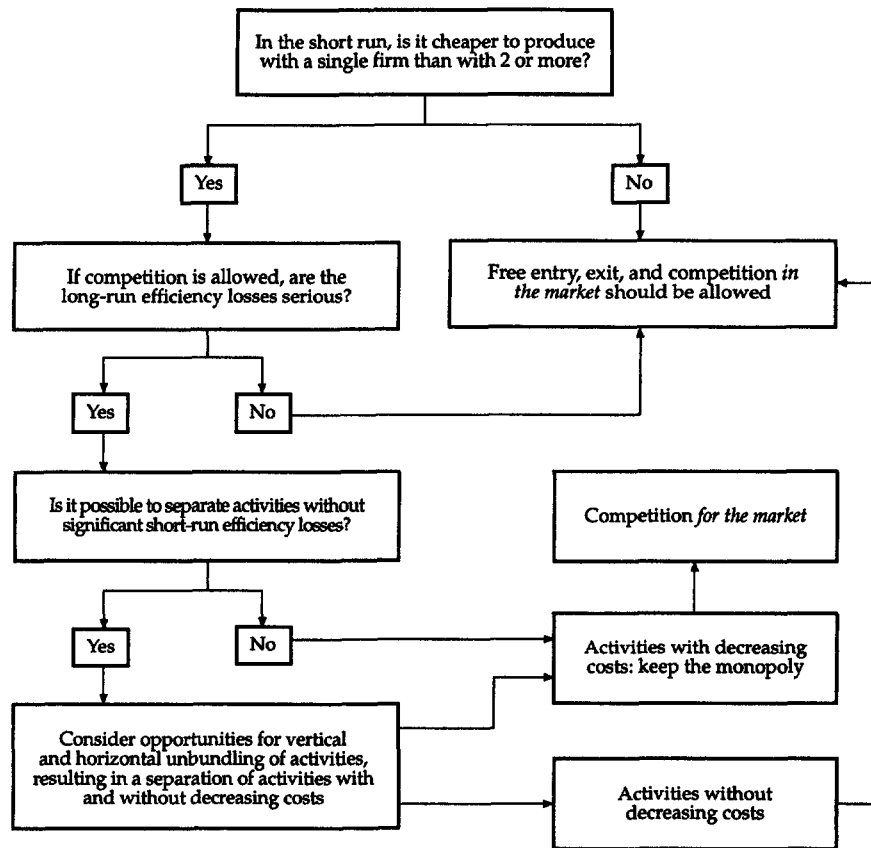 In the short run, is it cheaper to produce
with a single firm than with 2 or more?
Yes
No
If competition is allowed, are the
long-run efficiency losses serious?
Free entry, exit, and competition in
the market should be allowed
Yes
No
Is it possible to separate activities without
significant short-run efficiency losses?
Competition for the market
Yes
No
Activities with decreasing
costs: keep the monopoly
Consider opportunities for vertical
and horizontal unbundling of activities,
resulting in a separation of activities with
and without decreasing costs
Activities without
decreasing costs